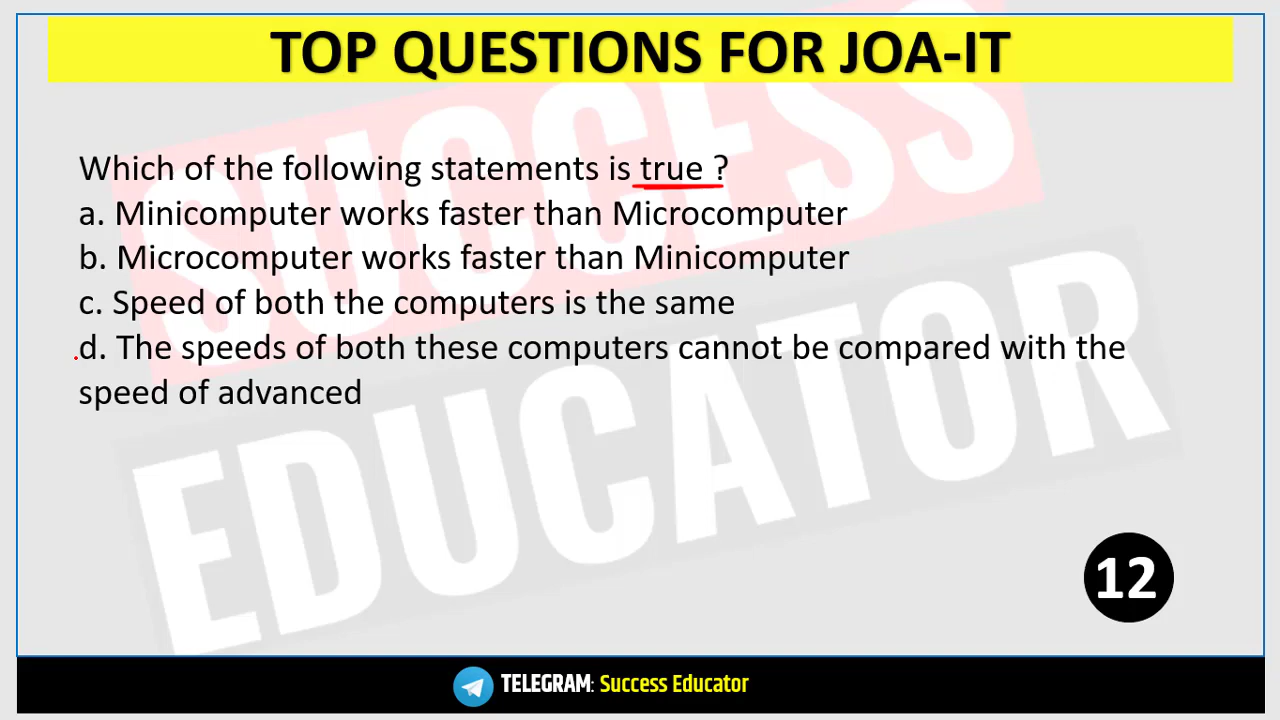 TOP QUESTIONS FOR JOA-IT
SUCCESS
EDUCATOR
Which of the following statements is true ?
a. Minicomputer works faster than Microcomputer
b. Microcomputer works faster than Minicomputer
c. Speed of both the computers is the same
d. The speeds of both these computers cannot be compared with the
speed of advanced
12
TELEGRAM: Success Educator